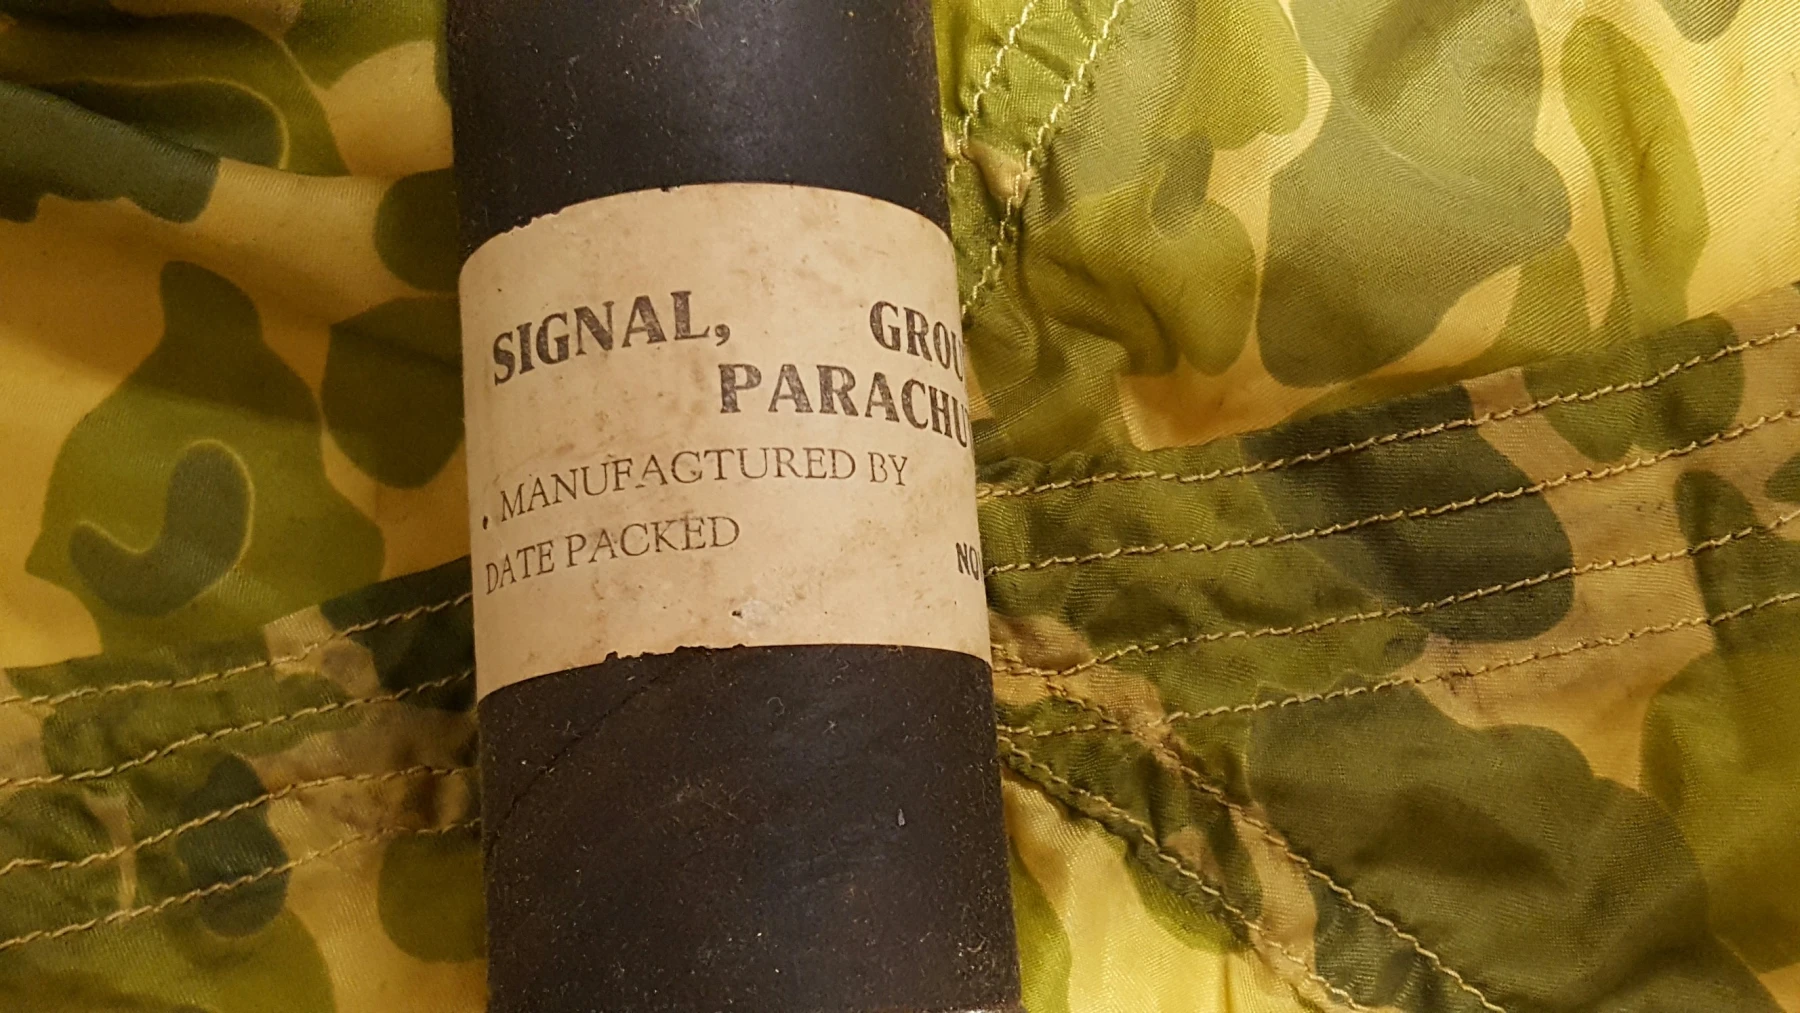 SIGNAL, GROU
PARACHU
. MANUFACTURED BY
DATE PACKED
NO